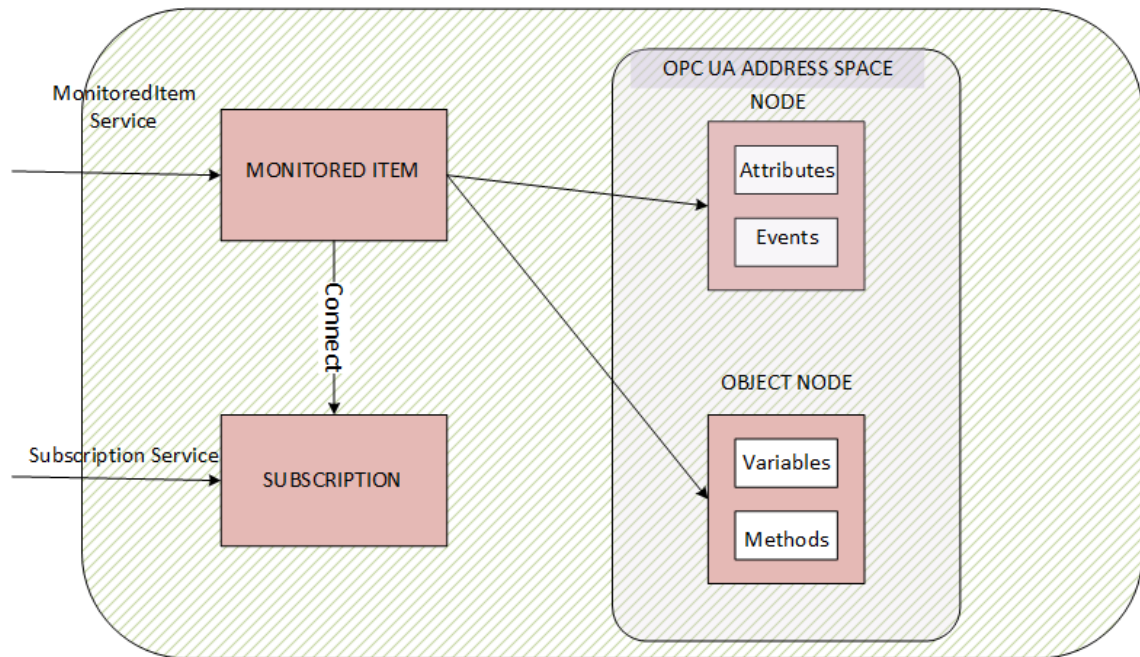 MonitoredItem
Service
MONITORED ITEM
Connect
Subscription Service
SUBSCRIPTION
OPC UA ADDRESS SPACE
NODE
Attributes
Events
OBJECT NODE
Variables
Methods